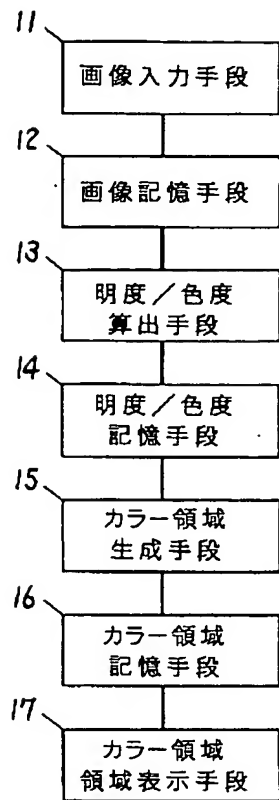 11
画像入力手段
12
画像記憶手段
13
明度／色度
算出手段
14
明度／色度
記憶手段
15
カラー領域
生成手段
16
カラー領域
記憶手段
17
カラー領域
領域表示手段